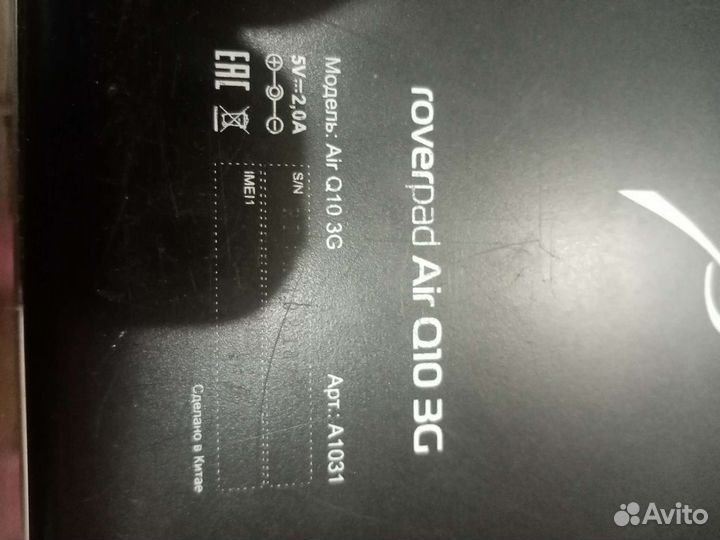 roverpad Air Q10 3G
Модель: Air Q10 3G
Арт.: A1031
5V 2,0A
S/N
IMEI1
EAC
Сделано в Китае
Avito